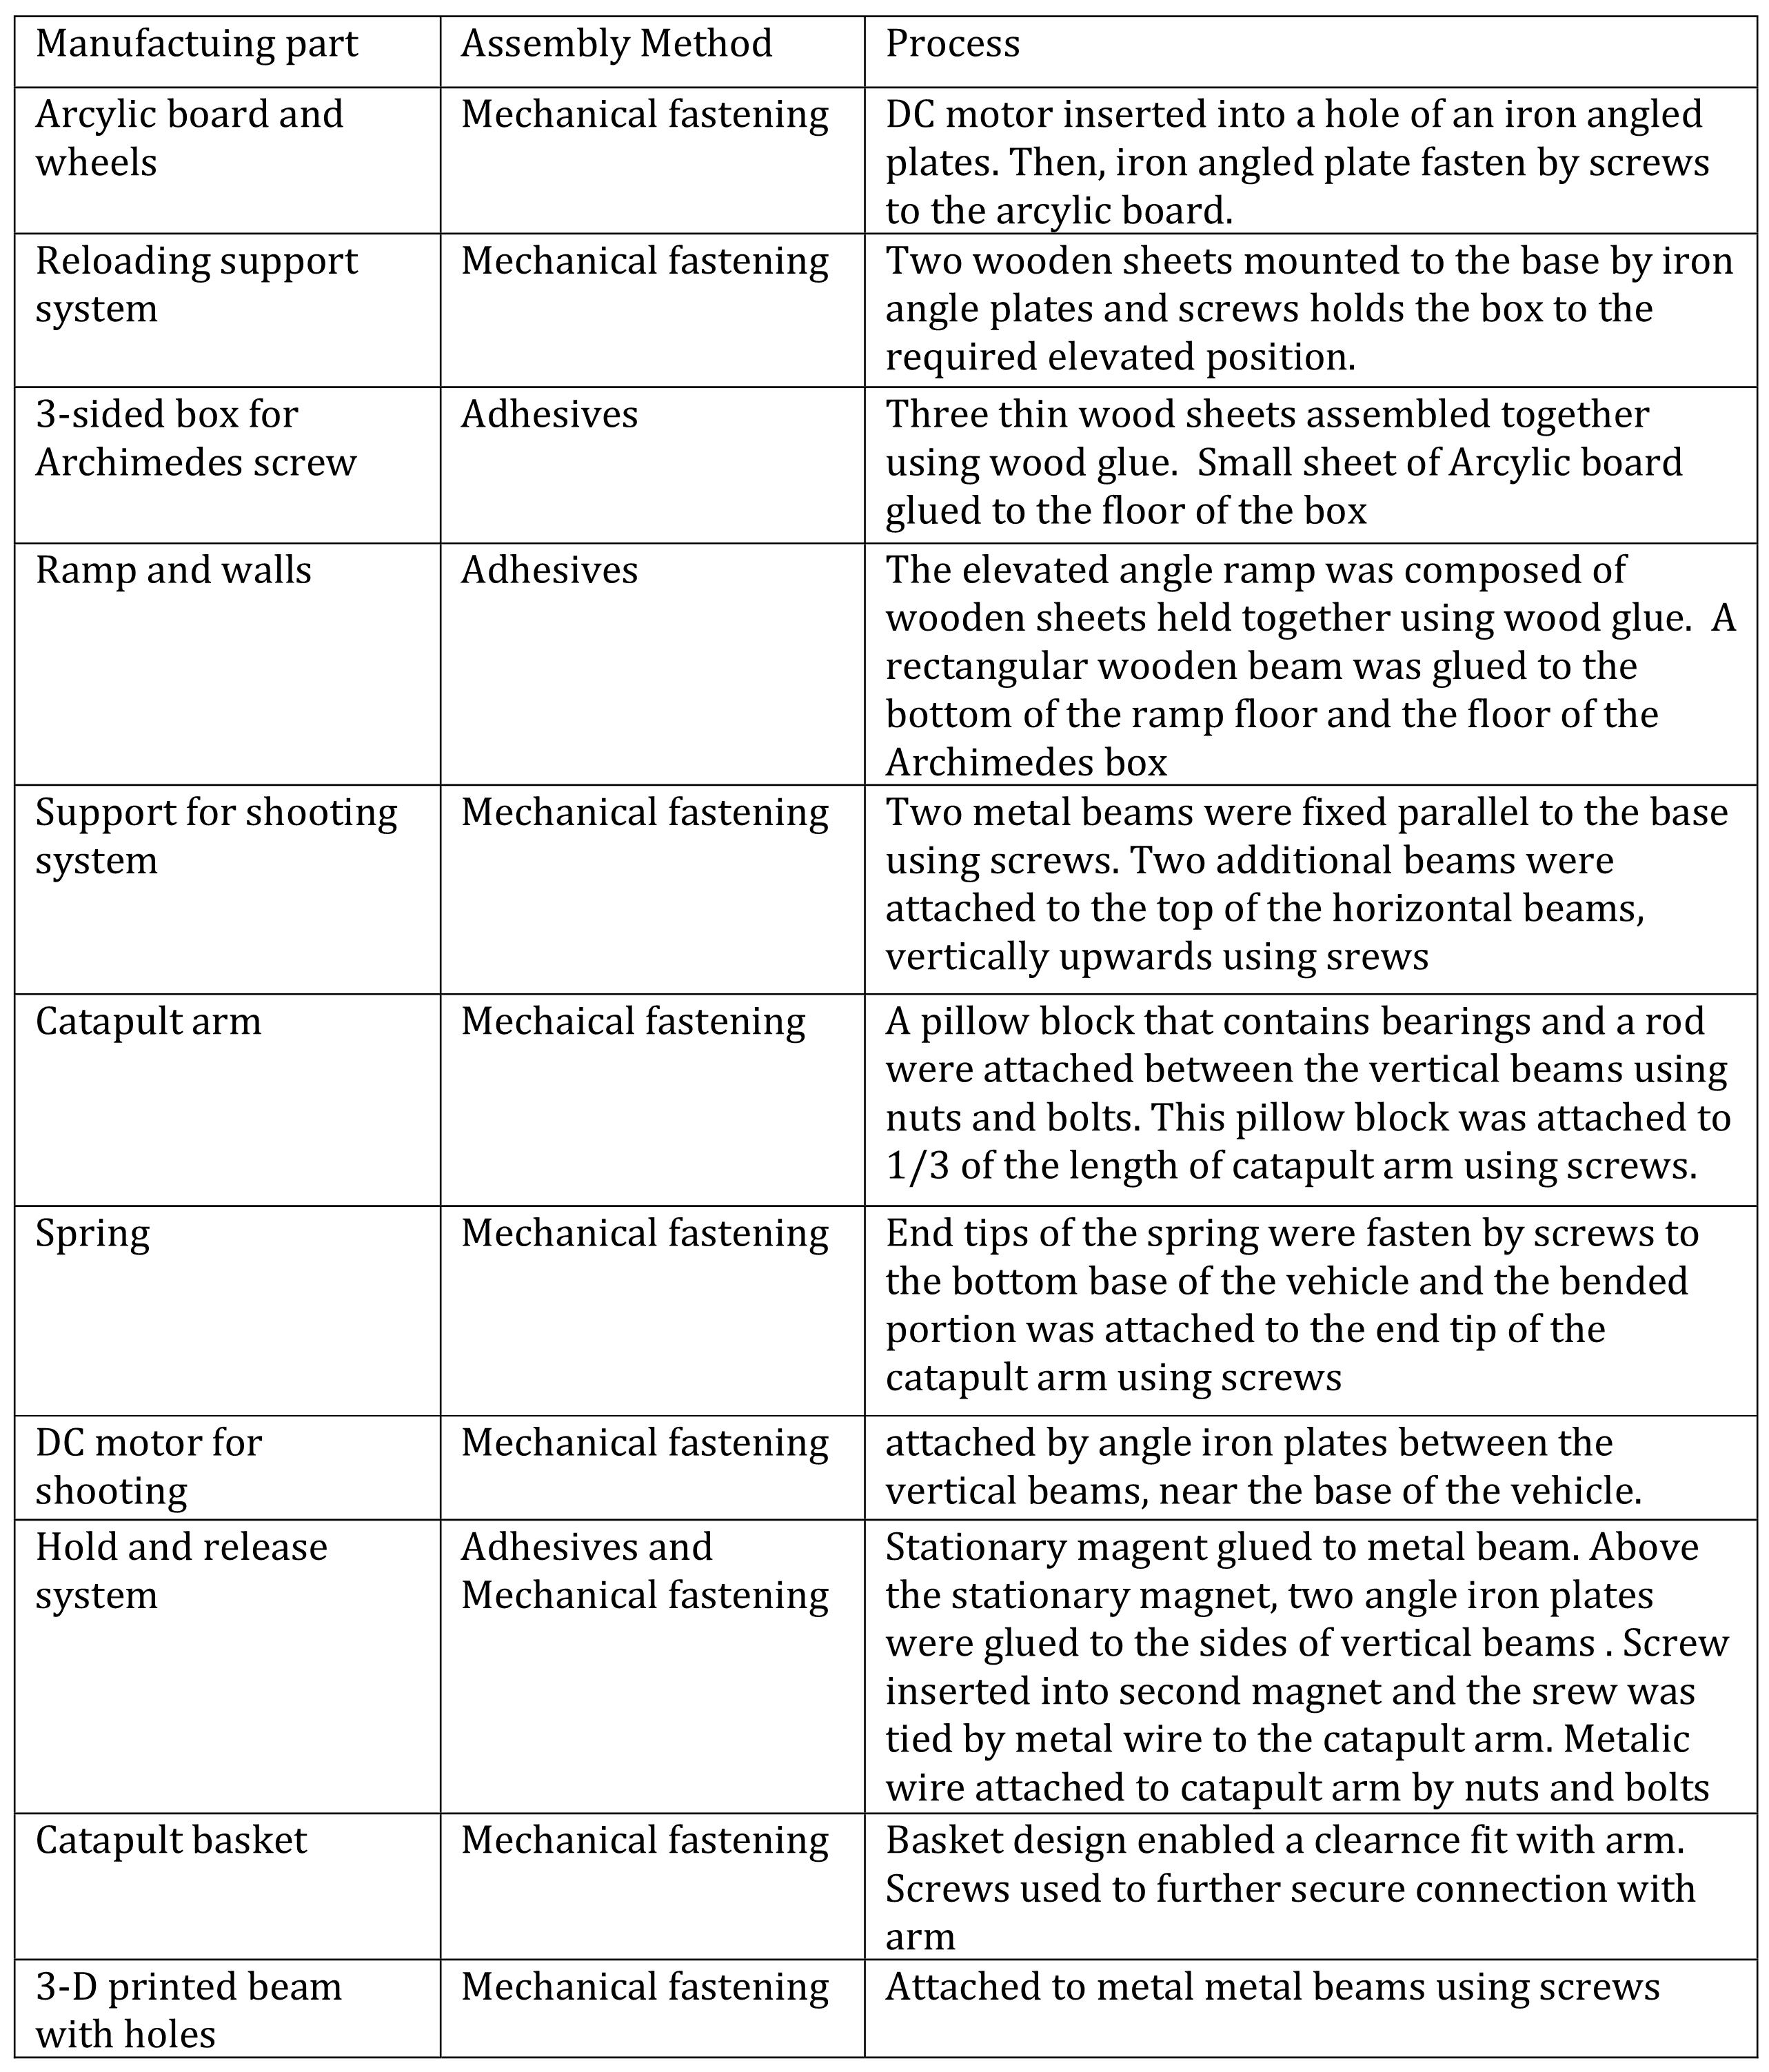 Manufactuing part
Assembly Method
Process
Arcylic board and
wheels
Mechanical fastening
DC motor inserted into a hole of an iron angled
plates. Then, iron angled plate fasten by screws
to the arcylic board.
Reloading support
system
Mechanical fastening
Two wooden sheets mounted to the base by iron
angle plates and screws holds the box to the
required elevated position.
3-sided box for
Archimedes screw
Adhesives
Three thin wood sheets assembled together
using wood glue.  Small sheet of Arcylic board
glued to the floor of the box
Ramp and walls
Adhesives
The elevated angle ramp was composed of
wooden sheets held together using wood glue.  A
rectangular wooden beam was glued to the
bottom of the ramp floor and the floor of the
Archimedes box
Support for shooting
system
Mechanical fastening
Two metal beams were fixed parallel to the base
using screws. Two additional beams were
attached to the top of the horizontal beams,
vertically upwards using srews
Catapult arm
Mechaical fastening
A pillow block that contains bearings and a rod
were attached between the vertical beams using
nuts and bolts. This pillow block was attached to
1/3 of the length of catapult arm using screws.
Spring
Mechanical fastening
End tips of the spring were fasten by screws to
the bottom base of the vehicle and the bended
portion was attached to the end tip of the
catapult arm using screws
DC motor for
shooting
Mechanical fastening
attached by angle iron plates between the
vertical beams, near the base of the vehicle.
Hold and release
system
Adhesives and
Mechanical fastening
Stationary magent glued to metal beam. Above
the stationary magnet, two angle iron plates
were glued to the sides of vertical beams . Screw
inserted into second magnet and the srew was
tied by metal wire to the catapult arm. Metalic
wire attached to catapult arm by nuts and bolts
Catapult basket
Mechanical fastening
Basket design enabled a clearnce fit with arm.
Screws used to further secure connection with
arm
3-D printed beam
with holes
Mechanical fastening
Attached to metal metal beams using screws